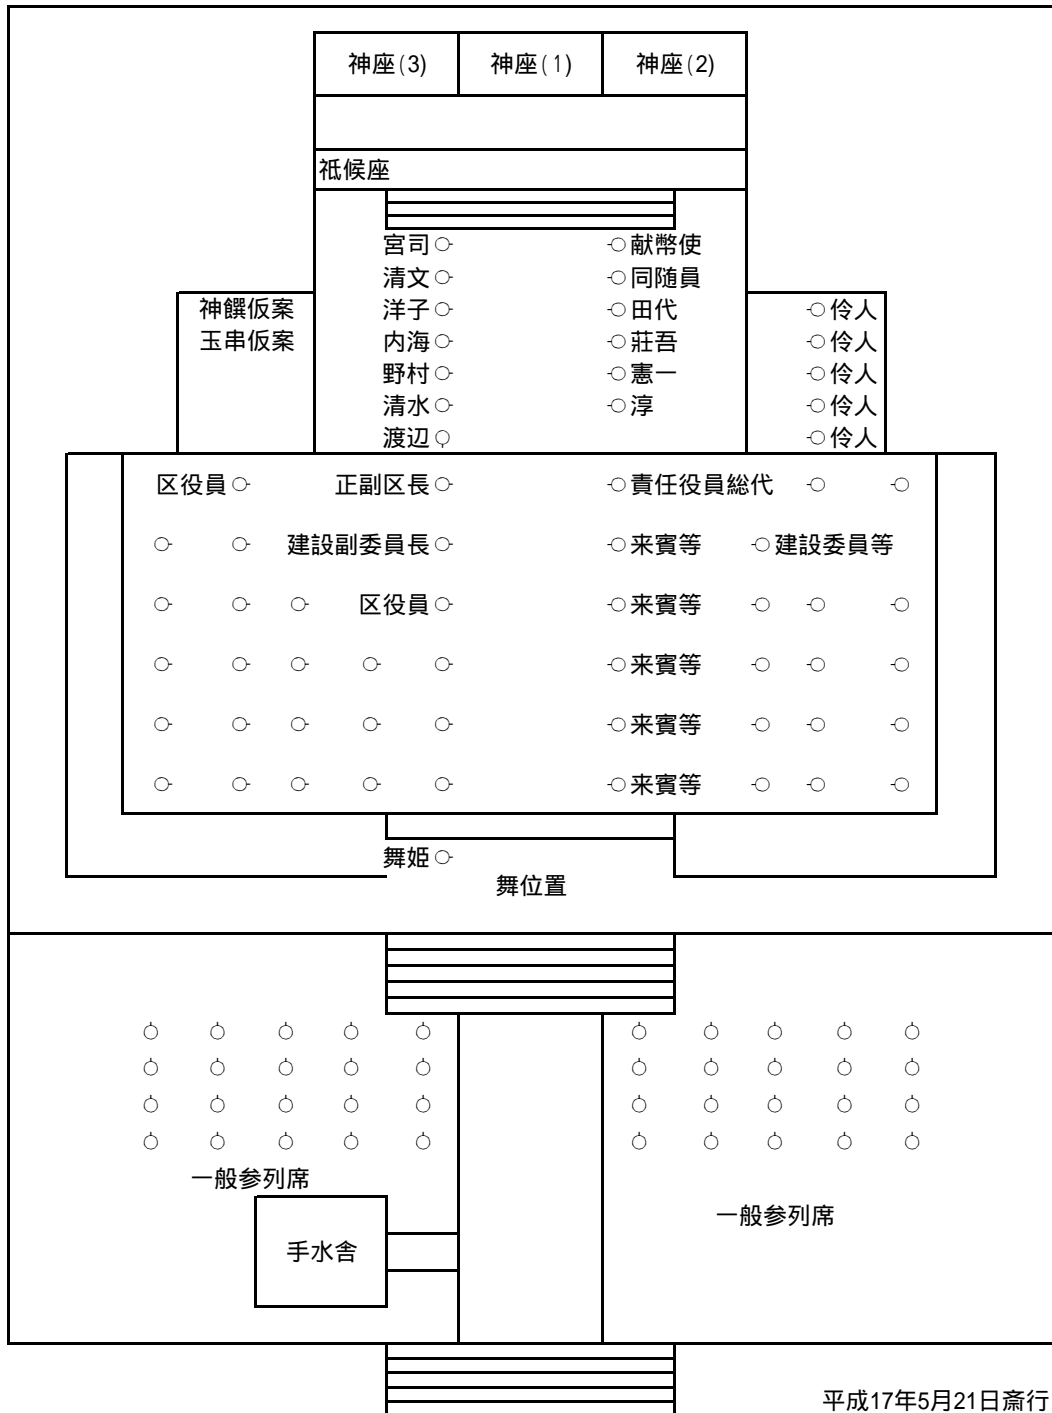 神座(3) 神座(1) 神座(2)
祇候座
宮司 献幣使
清文 同随員
神饌仮案 洋子 田代 伶人
玉串仮案 内海 莊吾 伶人
野村 憲一 伶人
清水 淳 伶人
渡辺 伶人
区役員 正副区長 責任役員総代
建設副委員長 来賓等 建設委員等
区役員 来賓等
来賓等
来賓等
来賓等
舞姫
舞位置
一般参列席
一般参列席
手水舎
平成17年5月21日斎行